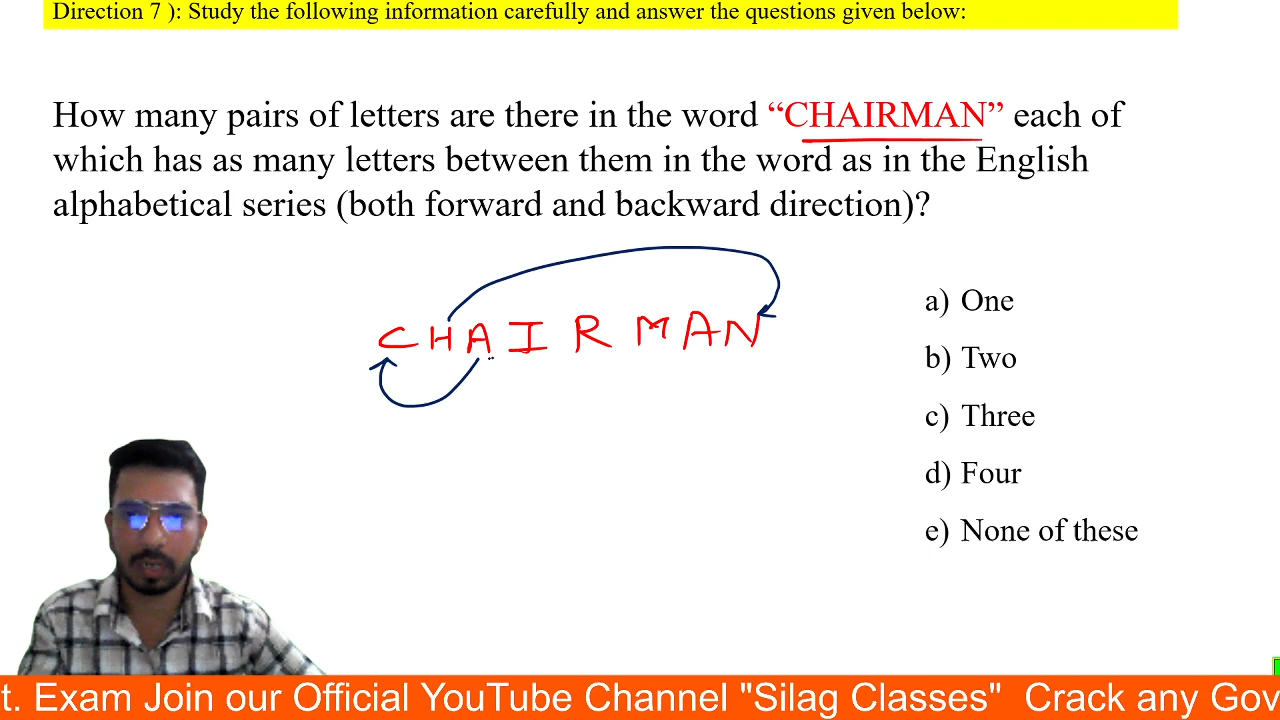 Direction 7 ): Study the following information carefully and answer the questions given below:
How many pairs of letters are there in the word “CHAIRMAN” each of
which has as many letters between them in the word as in the English
alphabetical series (both forward and backward direction)?
CHAIRMAN
a) One
b) Two
c) Three
d) Four
e) None of these
t. Exam Join our Official YouTube Channel "Silag Classes" Crack any Gov